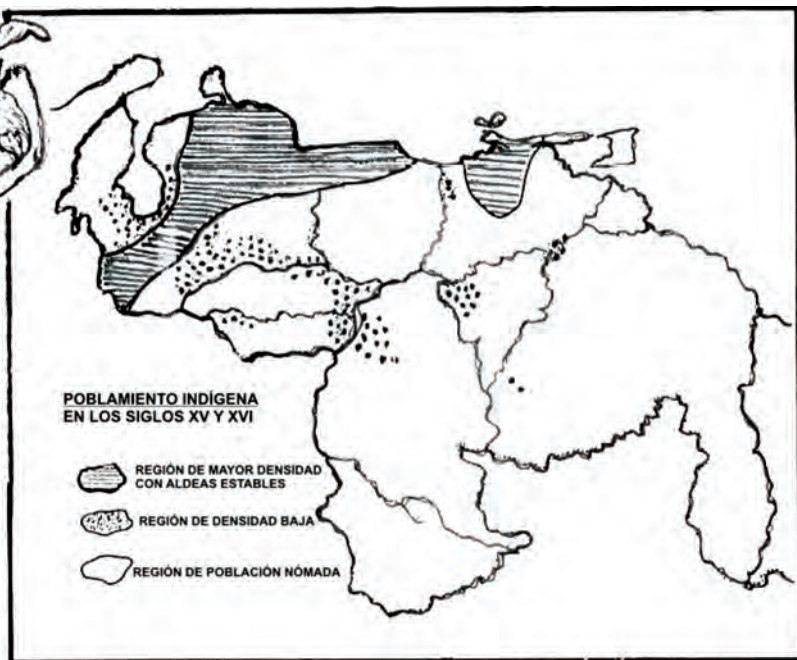 POBLAMIENTO INDÍGENA
EN LOS SIGLOS XV Y XVI
REGIÓN DE MAYOR DENSIDAD
CON ALDEAS ESTABLES
REGIÓN DE DENSIDAD BAJA
REGIÓN DE POBLACIÓN NÓMADA